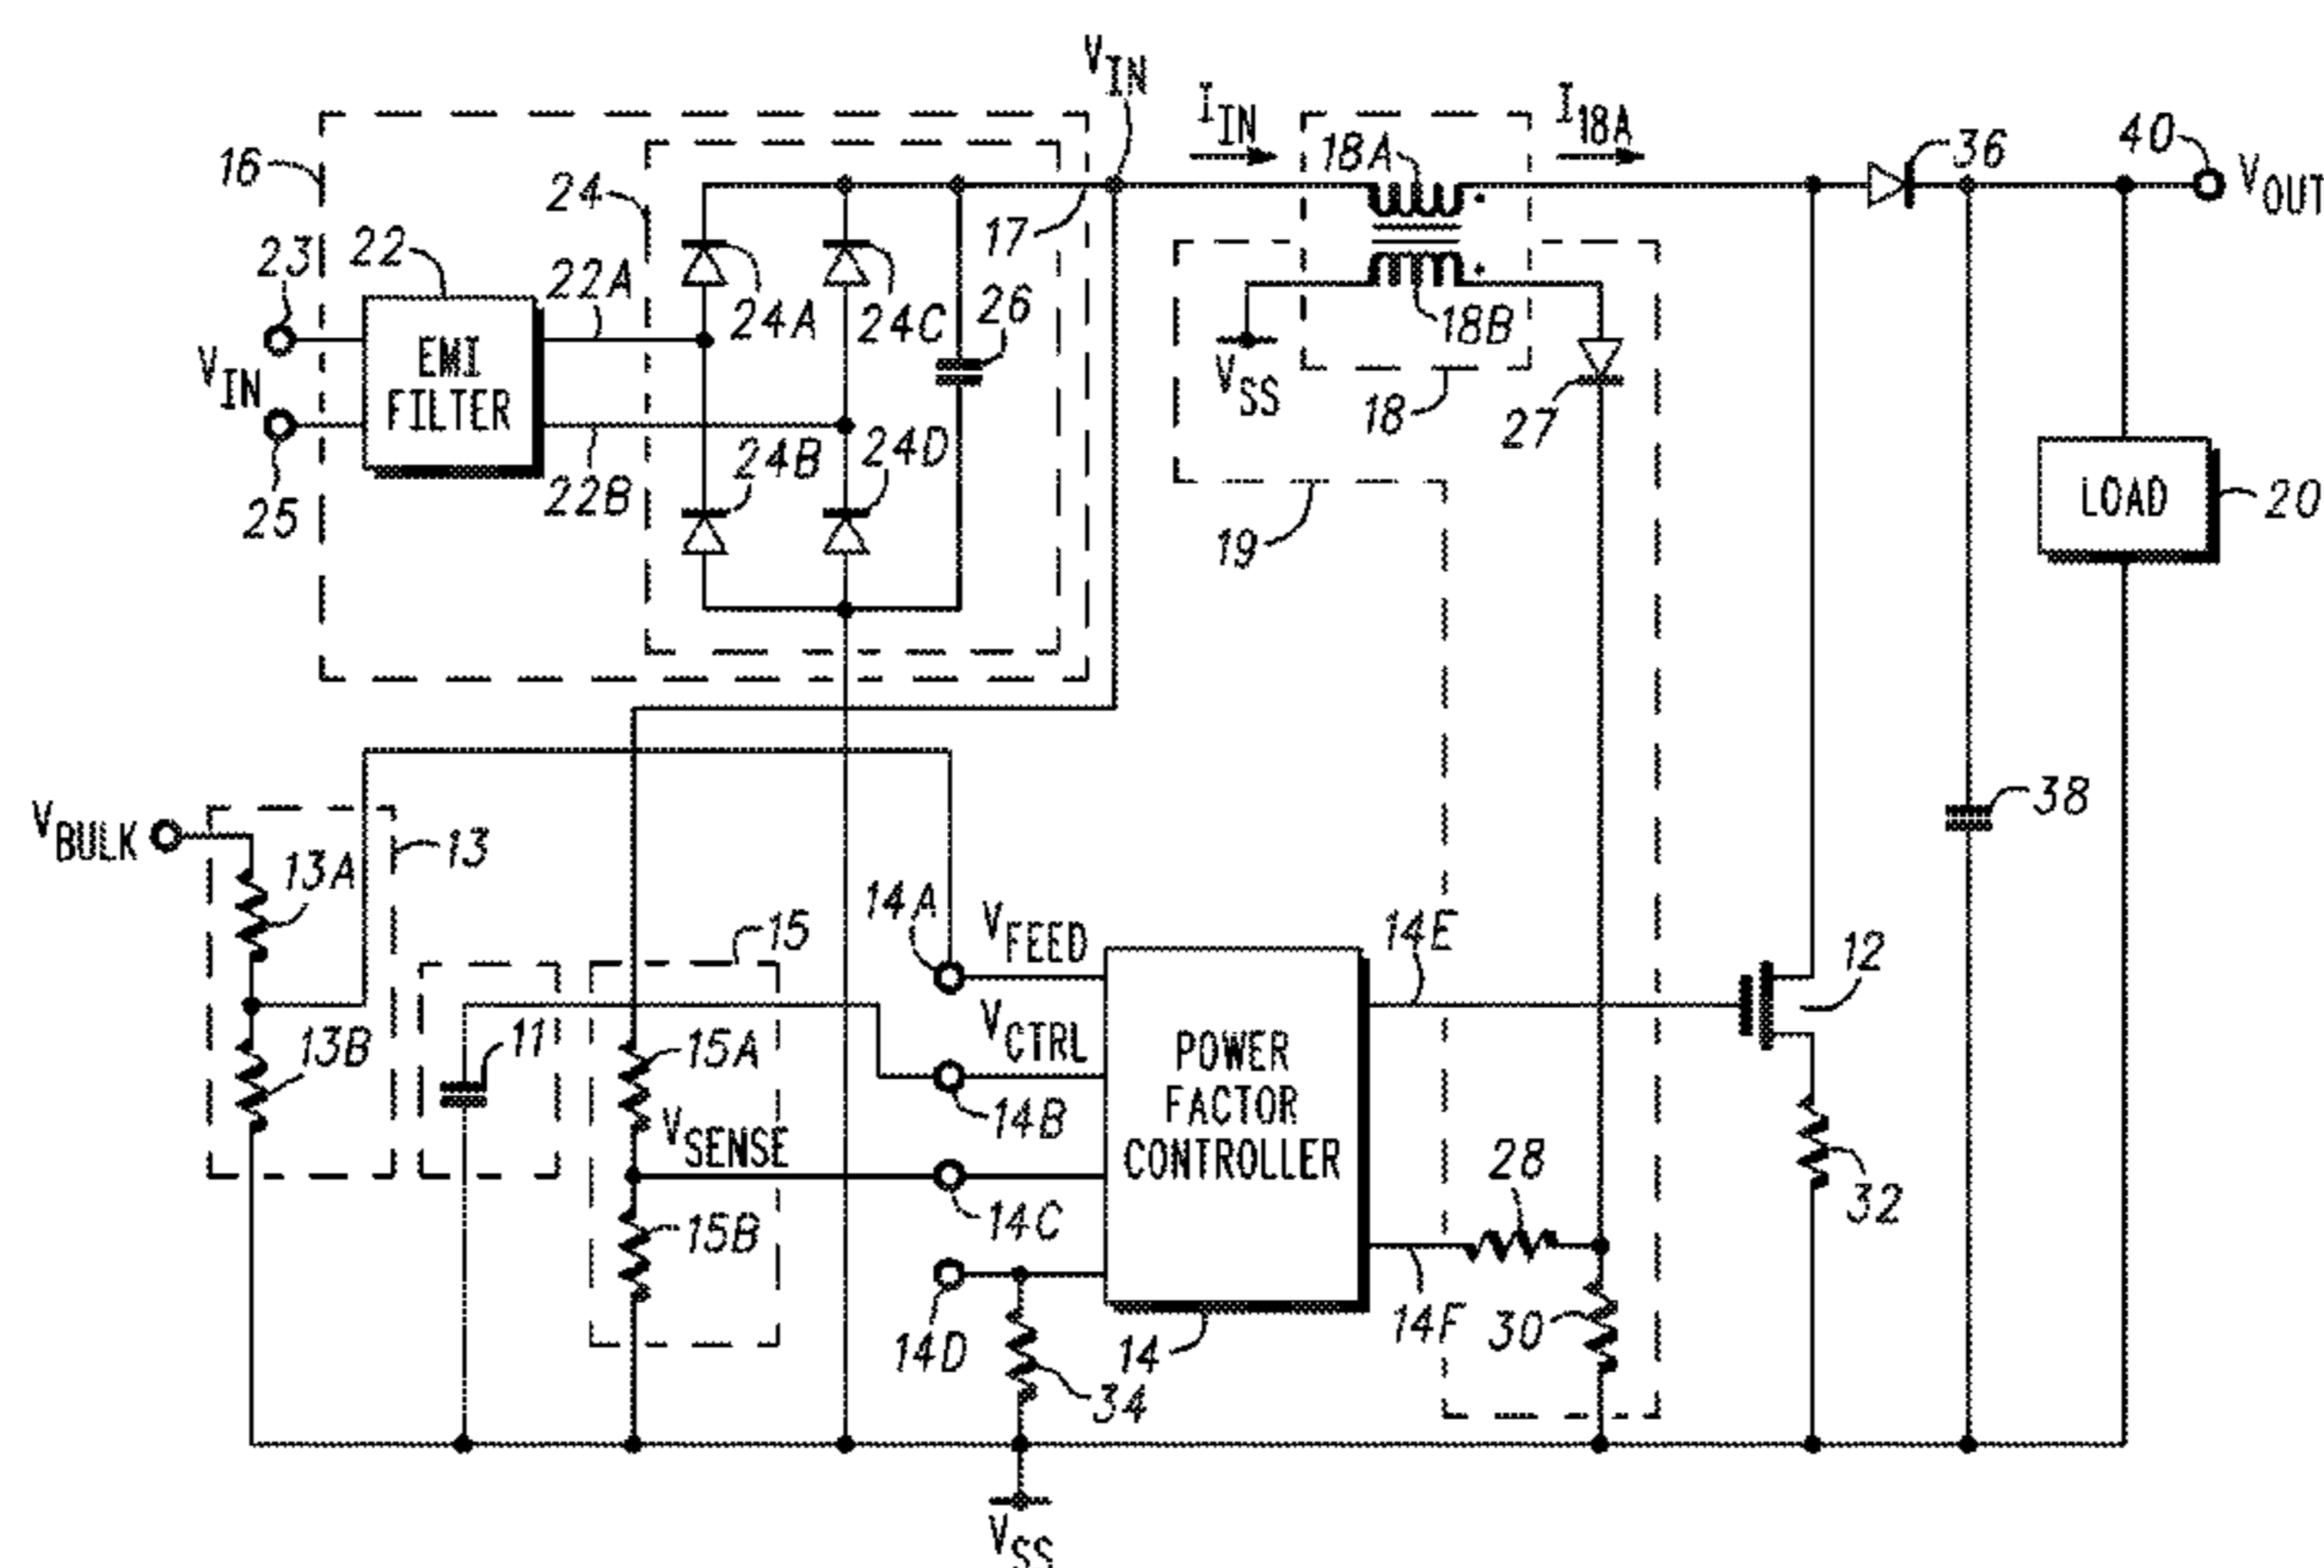 V_IN
I_IN
I_18A
16
18A
36
40
V_OUT
24
17
23
22
22A
24A
24C
26
18B
EMI
FILTER
V_IN
V_SS
18
27
24B
24D
25
22B
19
LOAD
20
V_BULK
13
13A
38
14A
V_FEED
14E
12
15
V_CTRL
11
13B
15A
POWER
FACTOR
CONTROLLER
14B
V_SENSE
28
32
15B
14C
14D
34
14
14F
30
V_SS